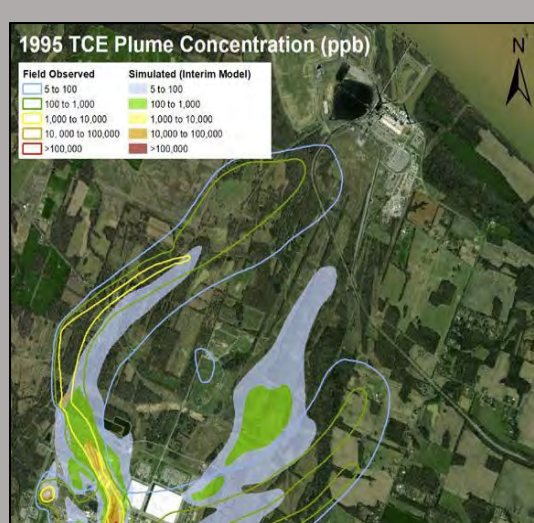 1995 TCE Plume Concentration (ppb)
N
Field Observed Simulated (Interim Model)
5 to 100 5 to 100
100 to 1,000 100 to 1,000
1,000 to 10,000 1,000 to 10,000
10, 000 to 100,000 10,000 to 100,000
>100,000 >100,000